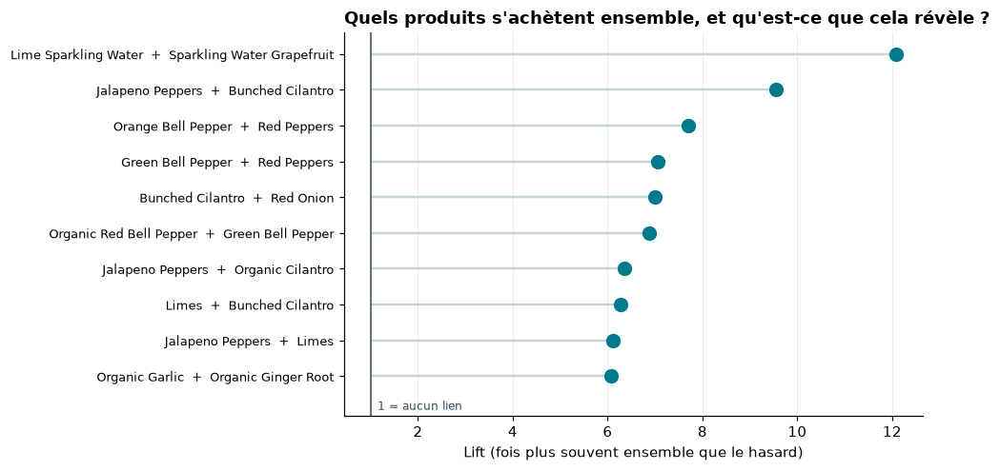 Quels produits s'achètent ensemble, et qu'est-ce que cela révèle ?
Lime Sparkling Water + Sparkling Water Grapefruit
Jalapeno Peppers + Bunched Cilantro
Orange Bell Pepper + Red Peppers
Green Bell Pepper + Red Peppers
Bunched Cilantro + Red Onion
Organic Red Bell Pepper + Green Bell Pepper
Jalapeno Peppers + Organic Cilantro
Limes + Bunched Cilantro
Jalapeno Peppers + Limes
Organic Garlic + Organic Ginger Root
1 = aucun lien
2 4 6 8 10 12
Lift (fois plus souvent ensemble que le hasard)